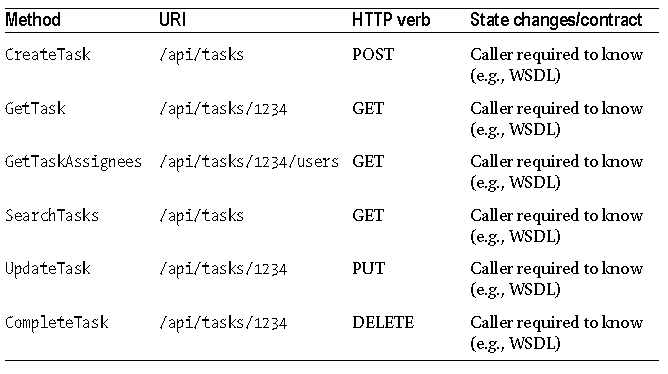 Method URI HTTP verb State changes/contract
CreateTask /api/tasks POST Caller required to know
(e.g., WSDL)
GetTask /api/tasks/1234 GET Caller required to know
(e.g., WSDL)
GetTaskAssignees /api/tasks/1234/users GET Caller required to know
(e.g., WSDL)
SearchTasks /api/tasks GET Caller required to know
(e.g., WSDL)
UpdateTask /api/tasks/1234 PUT Caller required to know
(e.g., WSDL)
CompleteTask /api/tasks/1234 DELETE Caller required to know
(e.g., WSDL)